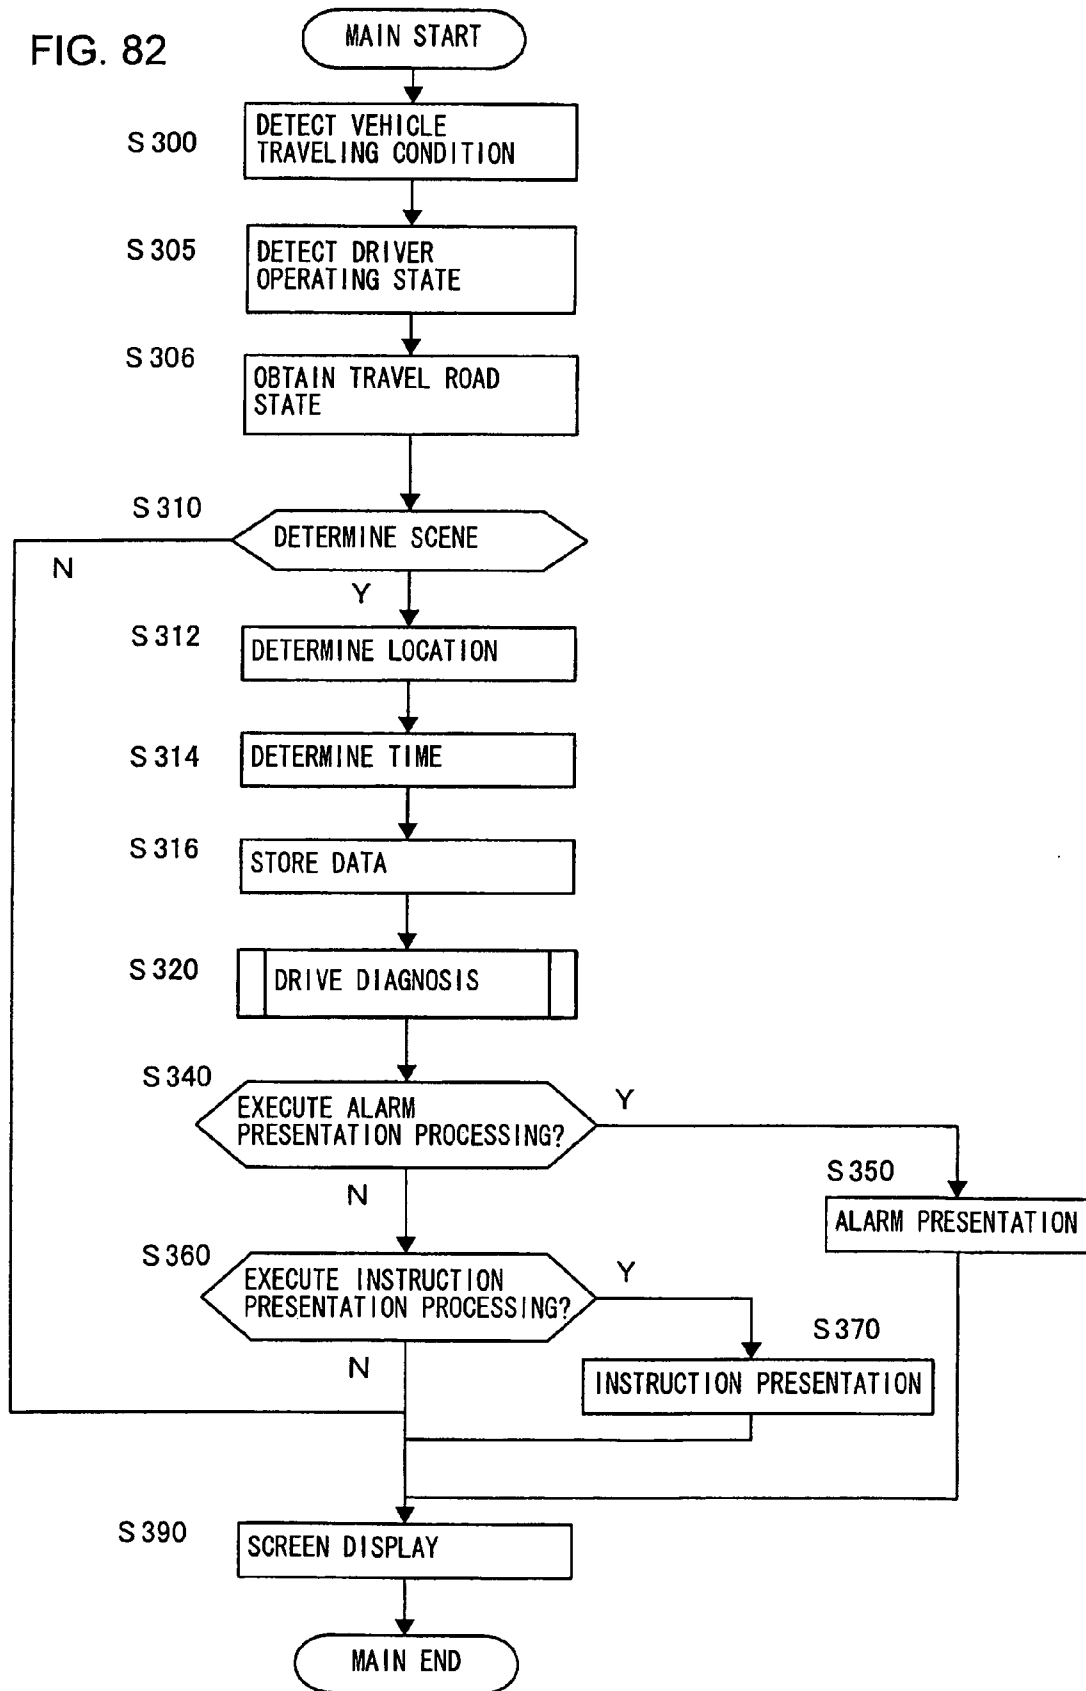 FIG. 82
MAIN START
S300
DETECT VEHICLE
TRAVELING CONDITION
S305
DETECT DRIVER
OPERATING STATE
S306
OBTAIN TRAVEL ROAD
STATE
S310
DETERMINE SCENE
N
Y
S312
DETERMINE LOCATION
S314
DETERMINE TIME
S316
STORE DATA
S320
DRIVE DIAGNOSIS
S340
EXECUTE ALARM
PRESENTATION PROCESSING?
Y
N
S350
ALARM PRESENTATION
S360
EXECUTE INSTRUCTION
PRESENTATION PROCESSING?
Y
N
S370
INSTRUCTION PRESENTATION
S390
SCREEN DISPLAY
MAIN END